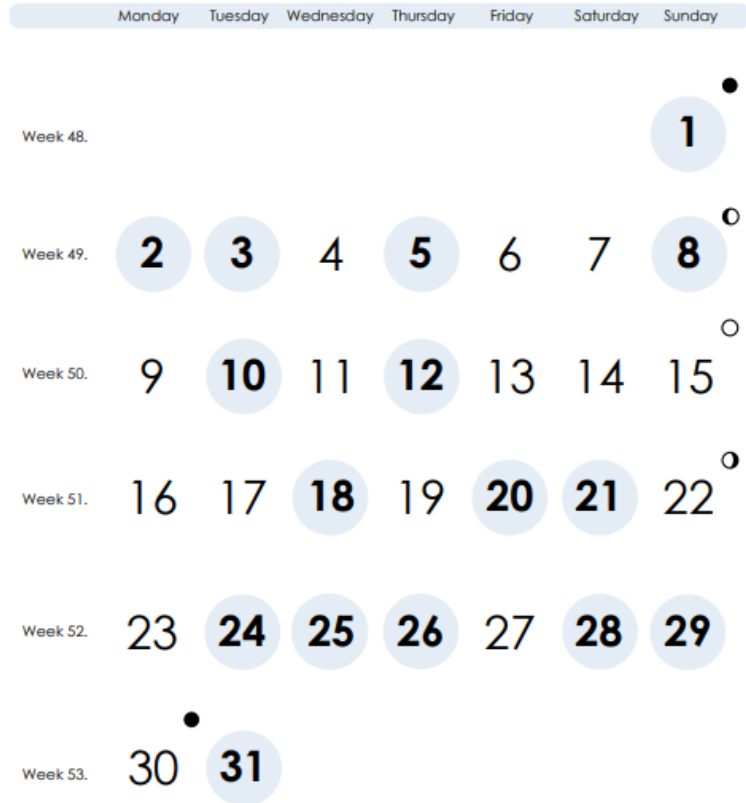 Monday Tuesday Wednesday Thursday Friday Saturday Sunday
Week 48. 1
Week 49. 2 3 4 5 6 7 8
Week 50. 9 10 11 12 13 14 15
Week 51. 16 17 18 19 20 21 22
Week 52. 23 24 25 26 27 28 29
Week 53. 30 31